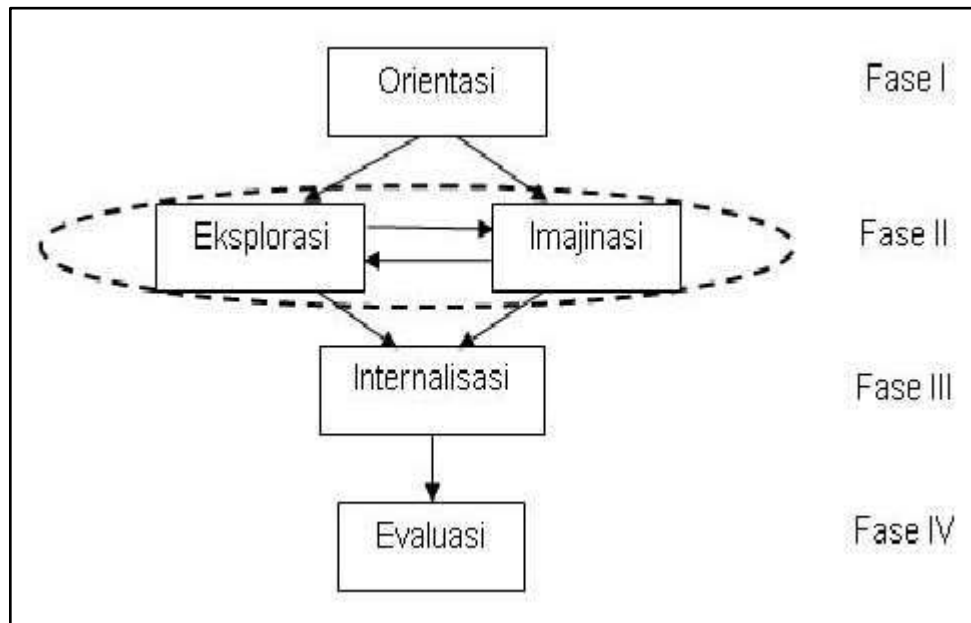 Orientasi
Fase I
Eksplorasi
Imajinasi
Fase II
Internalisasi
Fase III
Evaluasi
Fase IV